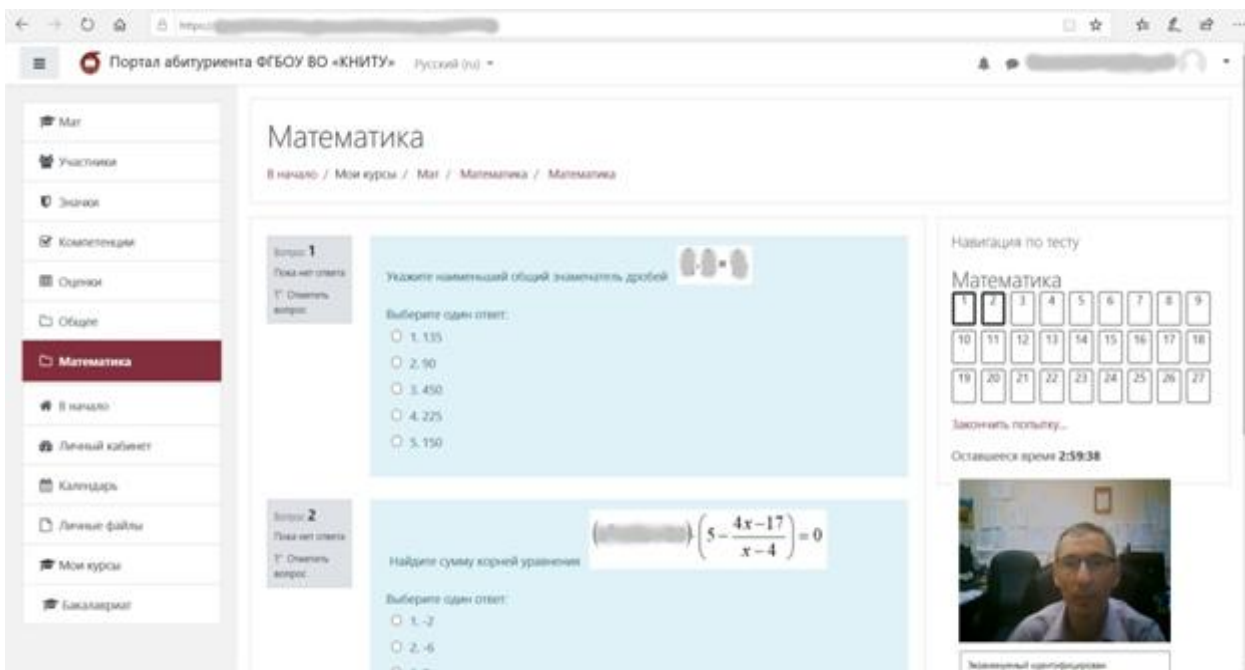 Портал абитуриента ФГБОУ ВО «КНИТУ» Русский (ru)
Мат
Участники
Значки
Компетенции
Оценки
Общее
Математика
В начало
Личный кабинет
Календарь
Личные файлы
Мои курсы
Бакалавриат
Математика
В начало / Мои курсы / Мат / Математика / Математика
Вопрос 1
Пока нет ответа
Отметить
вопрос
Укажите наименьший общий знаменатель дробей
Выберите один ответ:
1. 135
2. 90
3. 450
4. 225
5. 150
Вопрос 2
Пока нет ответа
Отметить
вопрос
Найдите сумму корней уравнения (5 - (4x-17)/(x-4)) = 0
Выберите один ответ:
1. -2
2. -6
Навигация по тесту
Математика
1 2 3 4 5 6 7 8 9
10 11 12 13 14 15 16 17 18
19 20 21 22 23 24 25 26 27
Закончить попытку...
Оставшееся время 2:59:38
Экзаменуемый идентифицирован